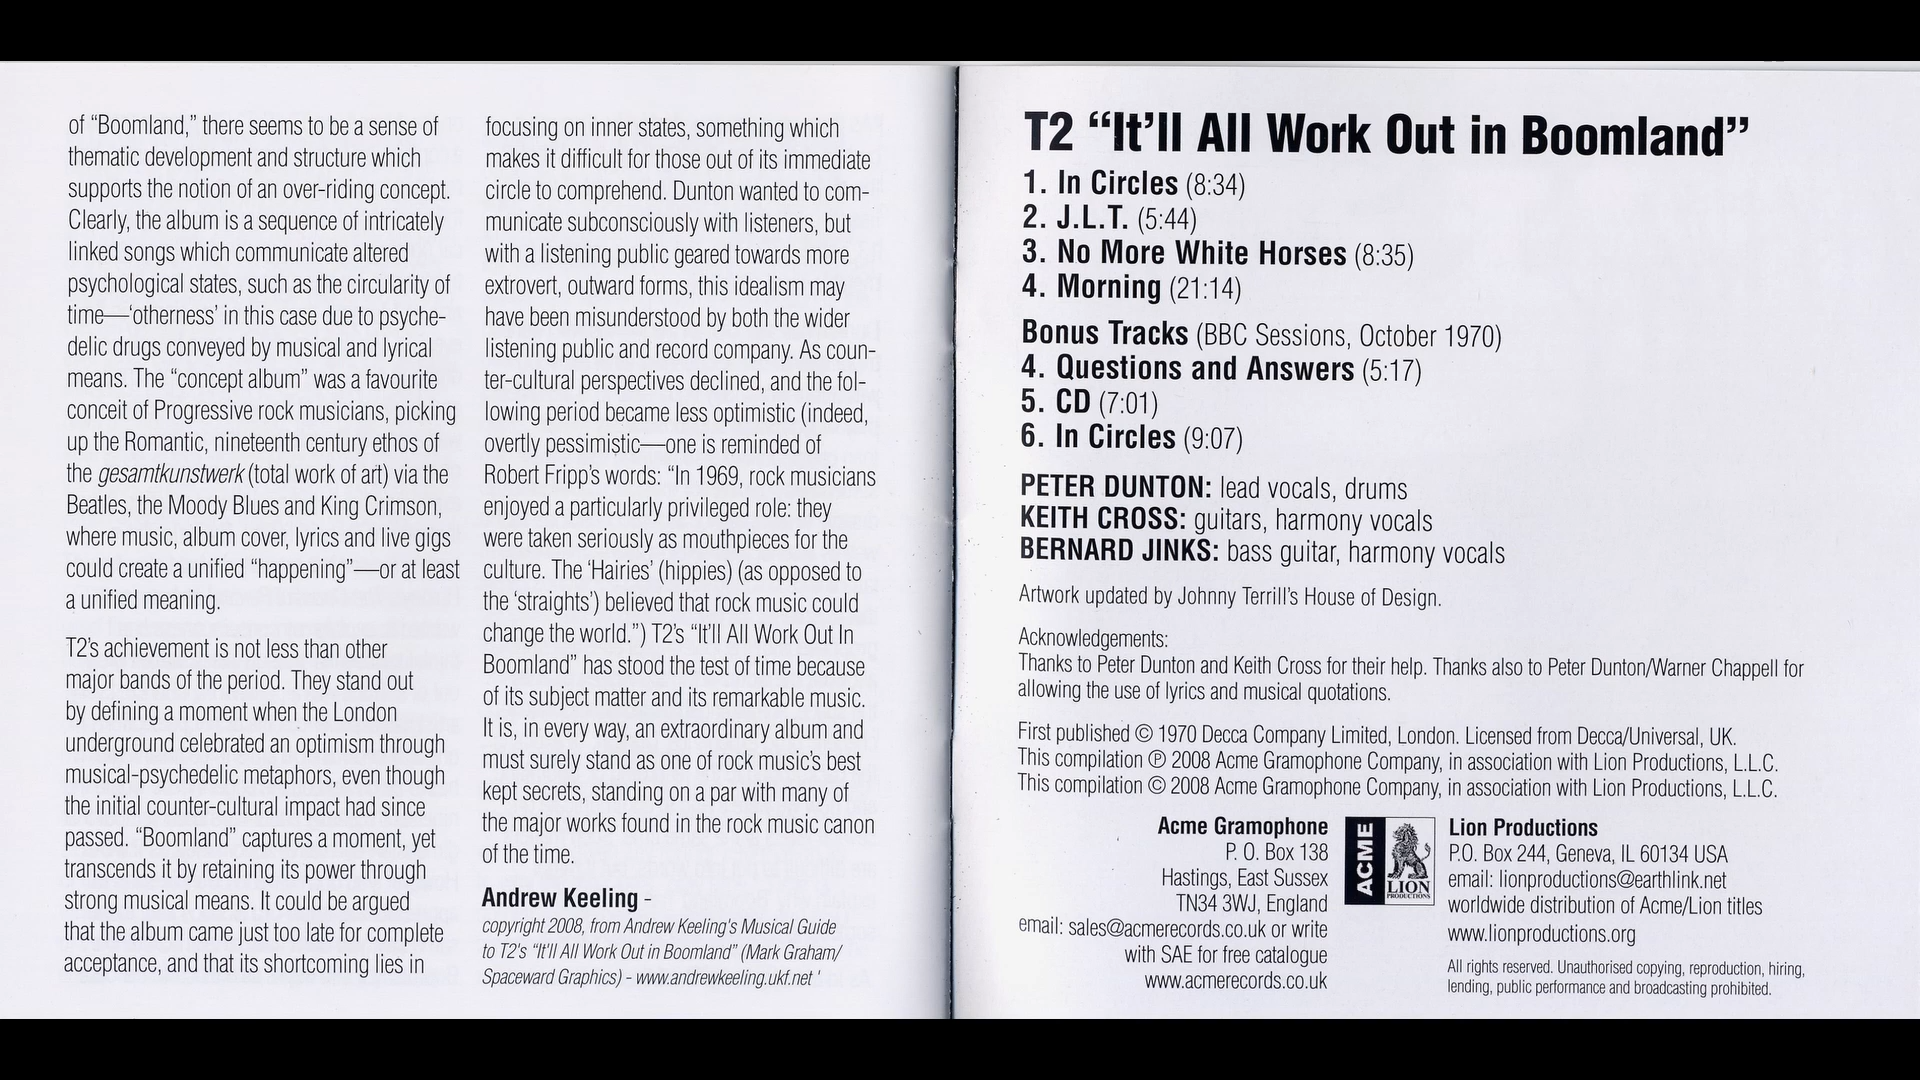 of “Boomland,” there seems to be a sense of
thematic development and structure which
supports the notion of an over-riding concept.
Clearly, the album is a sequence of intricately
linked songs which communicate altered
psychological states, such as the circularity of
time—‘otherness’ in this case due to psyche-
delic drugs conveyed by musical and lyrical
means. The “concept album” was a favourite
conceit of Progressive rock musicians, picking
up the Romantic, nineteenth century ethos of
the gesamtkunstwerk (total work of art) via the
Beatles, the Moody Blues and King Crimson,
where music, album cover, lyrics and live gigs
could create a unified “happening”—or at least
a unified meaning.
T2’s achievement is not less than other
major bands of the period. They stand out
by defining a moment when the London
underground celebrated an optimism through
musical-psychedelic metaphors, even though
the initial counter-cultural impact had since
passed. “Boomland” captures a moment, yet
transcends it by retaining its power through
strong musical means. It could be argued
that the album came just too late for complete
acceptance, and that its shortcoming lies in
focusing on inner states, something which
makes it difficult for those out of its immediate
circle to comprehend. Dunton wanted to com-
municate subconsciously with listeners, but
with a listening public geared towards more
extrovert, outward forms, this idealism may
have been misunderstood by both the wider
listening public and record company. As coun-
ter-cultural perspectives declined, and the fol-
lowing period became less optimistic (indeed,
overtly pessimistic—one is reminded of
Robert Fripp’s words: “In 1969, rock musicians
enjoyed a particularly privileged role: they
were taken seriously as mouthpieces for the
culture. The ‘Hairies’ (hippies) (as opposed to
the ‘straights’) believed that rock music could
change the world.”) T2’s “It’ll All Work Out In
Boomland” has stood the test of time because
of its subject matter and its remarkable music.
It is, in every way, an extraordinary album and
must surely stand as one of rock music’s best
kept secrets, standing on a par with many of
the major works found in the rock music canon
of the time.
Andrew Keeling -
copyright 2008, from Andrew Keeling's Musical Guide
to T2's “It'll All Work Out in Boomland” (Mark Graham/
Spaceward Graphics) - www.andrewkeeling.ukf.net '
T2 “It’ll All Work Out in Boomland”
1. In Circles (8:34)
2. J.L.T. (5:44)
3. No More White Horses (8:35)
4. Morning (21:14)
Bonus Tracks (BBC Sessions, October 1970)
4. Questions and Answers (5:17)
5. CD (7:01)
6. In Circles (9:07)
PETER DUNTON: lead vocals, drums
KEITH CROSS: guitars, harmony vocals
BERNARD JINKS: bass guitar, harmony vocals
Artwork updated by Johnny Terrill’s House of Design.
Acknowledgements:
Thanks to Peter Dunton and Keith Cross for their help. Thanks also to Peter Dunton/Warner Chappell for
allowing the use of lyrics and musical quotations.
First published © 1970 Decca Company Limited, London. Licensed from Decca/Universal, UK.
This compilation ℗ 2008 Acme Gramophone Company, in association with Lion Productions, L.L.C.
This compilation © 2008 Acme Gramophone Company, in association with Lion Productions, L.L.C.
Acme Gramophone
P. O. Box 138
Hastings, East Sussex
TN34 3WJ, England
email: sales@acmerecords.co.uk or write
with SAE for free catalogue
www.acmerecords.co.uk
ACME
LION
PRODUCTIONS
Lion Productions
P.O. Box 244, Geneva, IL 60134 USA
email: lionproductions@earthlink.net
worldwide distribution of Acme/Lion titles
www.lionproductions.org
All rights reserved. Unauthorised copying, reproduction, hiring,
lending, public performance and broadcasting prohibited.